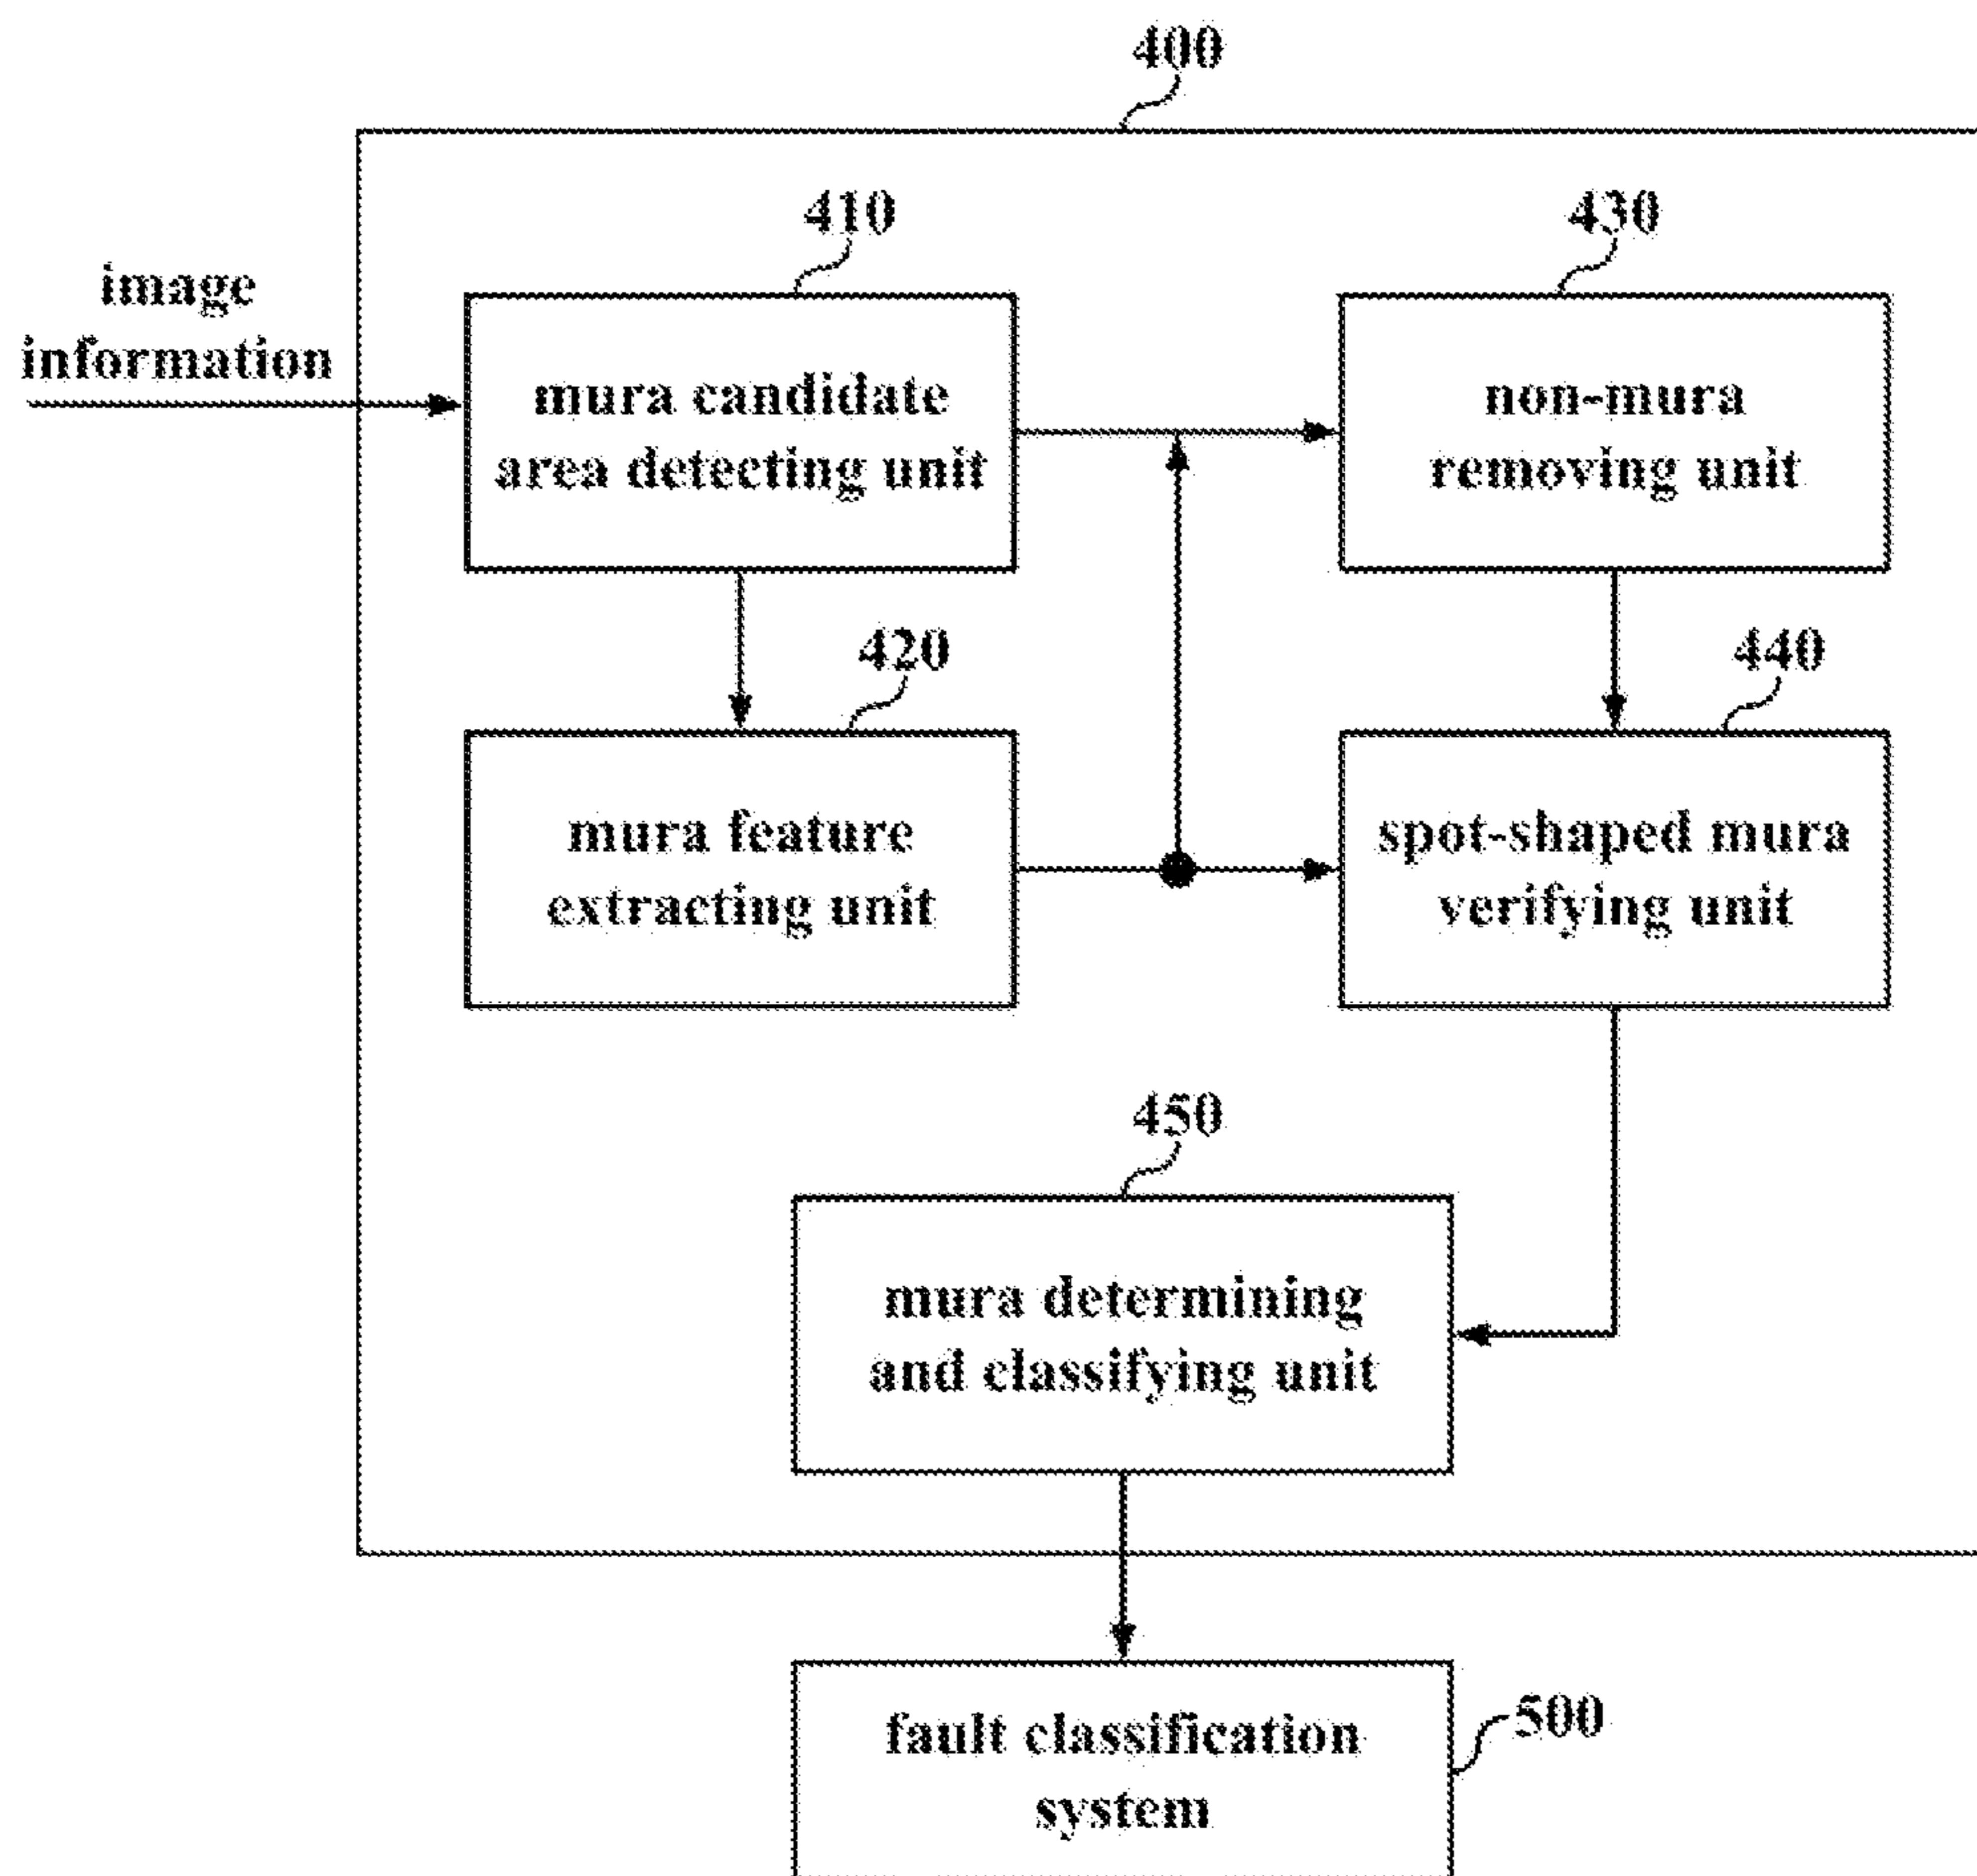 400
410
430
image
information
mura candidate
area detecting unit
non-mura
removing unit
420
440
mura feature
extracting unit
spot-shaped mura
verifying unit
450
mura determining
and classifying unit
fault classification
system
500